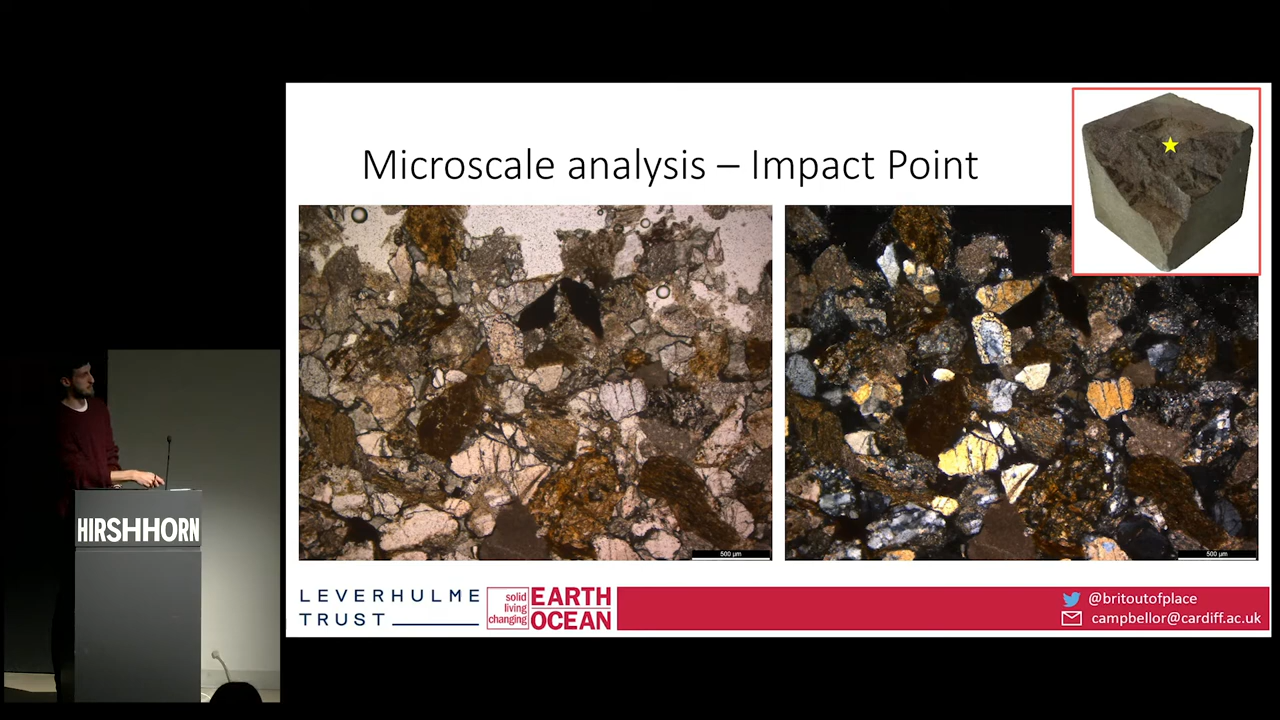 Microscale analysis – Impact Point
500 µm
500 µm
HIRSHHORN
LEVERHULME
TRUST
solid
living
changing
EARTH
OCEAN
@britoutofplace
campbellor@cardiff.ac.uk